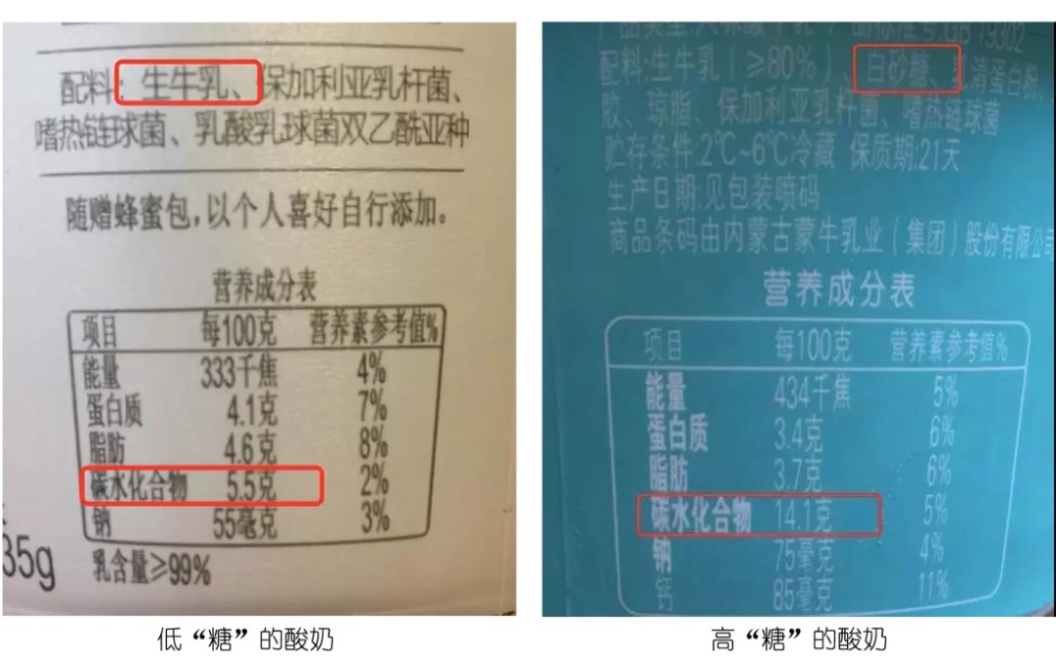 配料:生牛乳、保加利亚乳杆菌、
嗜热链球菌、乳酸乳球菌双乙酰亚种
随赠蜂蜜包,以个人喜好自行添加。
营养成分表
项目 每100克 营养素参考值%
能量 333千焦 4%
蛋白质 4.1克 7%
脂肪 4.6克 8%
碳水化合物 5.5克 2%
钠 55毫克 3%
35g 乳含量≥99%
低“糖”的酸奶
GB 19302
配料:生牛乳(≥80%)、白砂糖、清蛋白粉,
胶、琼脂、保加利亚乳杆菌、嗜热链球菌
贮存条件:2℃~6℃冷藏 保质期:21天
生产日期:见包装喷码
商品条码由内蒙古蒙牛乳业(集团)股份有限公司
营养成分表
项目 每100克 营养素参考值%
能量 434千焦 5%
蛋白质 3.4克 6%
脂肪 3.7克 6%
碳水化合物 14.1克 5%
钠 75毫克 4%
钙 85毫克 11%
高“糖”的酸奶